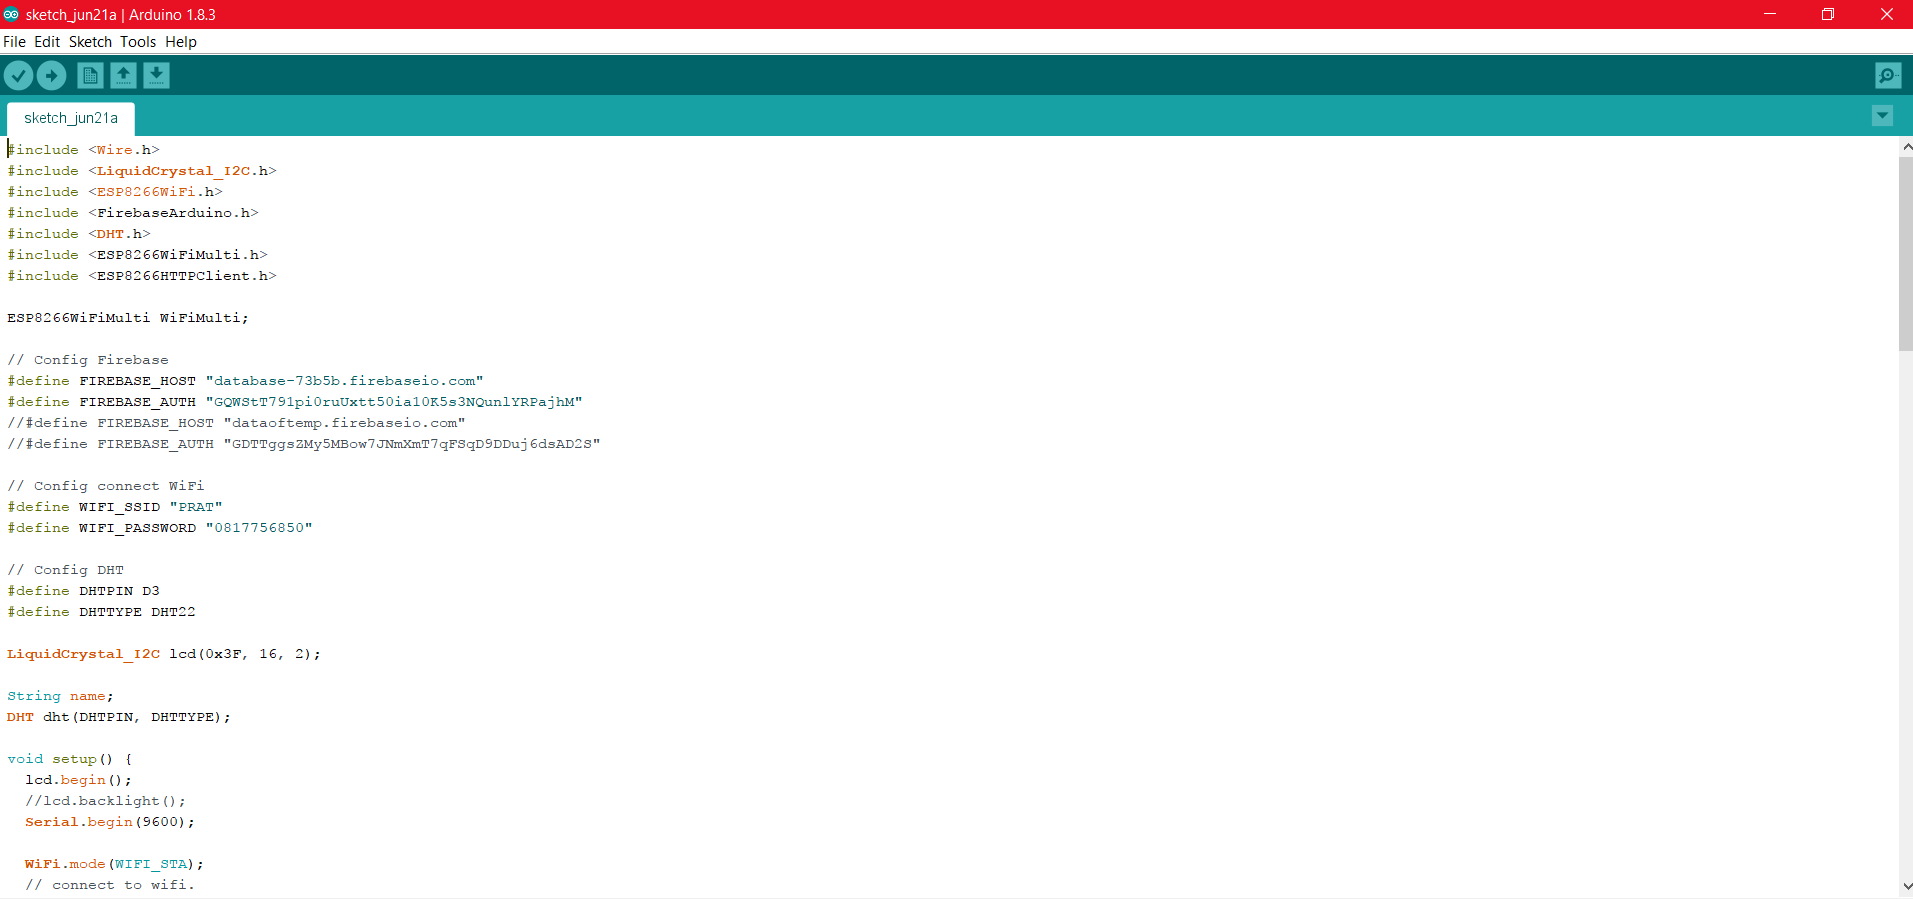 sketch_jun21a | Arduino 1.8.3
File Edit Sketch Tools Help
sketch_jun21a
#include <Wire.h>
#include <LiquidCrystal_I2C.h>
#include <ESP8266WiFi.h>
#include <FirebaseArduino.h>
#include <DHT.h>
#include <ESP8266WiFiMulti.h>
#include <ESP8266HTTPClient.h>
ESP8266WiFiMulti WiFiMulti;
// Config Firebase
#define FIREBASE_HOST "database-73b5b.firebaseio.com"
#define FIREBASE_AUTH "GQWStT791pi0ruUxtt50ia10K5s3NQunlYRPajhM"
//#define FIREBASE_HOST "dataoftemp.firebaseio.com"
//#define FIREBASE_AUTH "GDTTggsZMy5MBow7JNmXmT7qFSqD9DDuj6dsAD2S"
// Config connect WiFi
#define WIFI_SSID "PRAT"
#define WIFI_PASSWORD "0817756850"
// Config DHT
#define DHTPIN D3
#define DHTTYPE DHT22
LiquidCrystal_I2C lcd(0x3F, 16, 2);
String name;
DHT dht(DHTPIN, DHTTYPE);
void setup() {
  lcd.begin();
  //lcd.backlight();
  Serial.begin(9600);
  WiFi.mode(WIFI_STA);
  // connect to wifi.